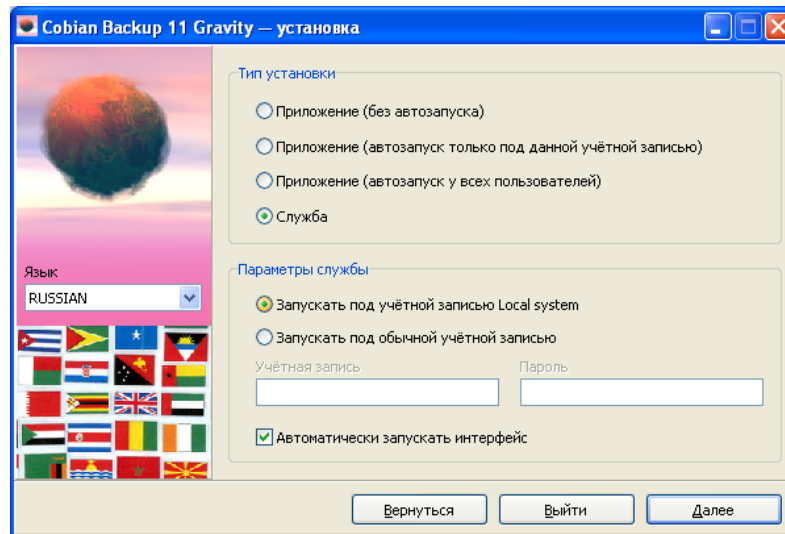 Cobian Backup 11 Gravity — установка
Тип установки
Приложение (без автозапуска)
Приложение (автозапуск только под данной учётной записью)
Приложение (автозапуск у всех пользователей)
Служба
Язык
RUSSIAN
Параметры службы
Запускать под учётной записью Local system
Запускать под обычной учётной записью
Учётная запись
Пароль
Автоматически запускать интерфейс
Вернуться
Выйти
Далее